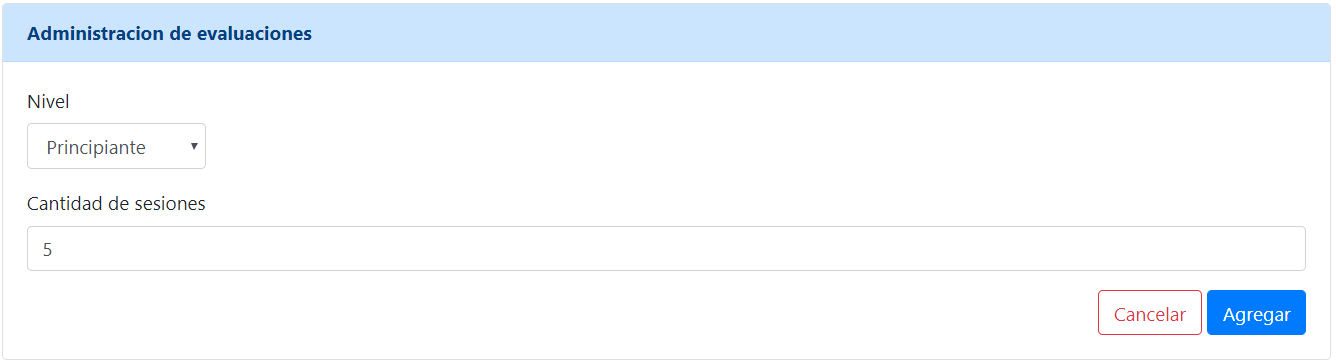 Administracion de evaluaciones
Nivel
Principiante
Cantidad de sesiones
5
Cancelar Agregar